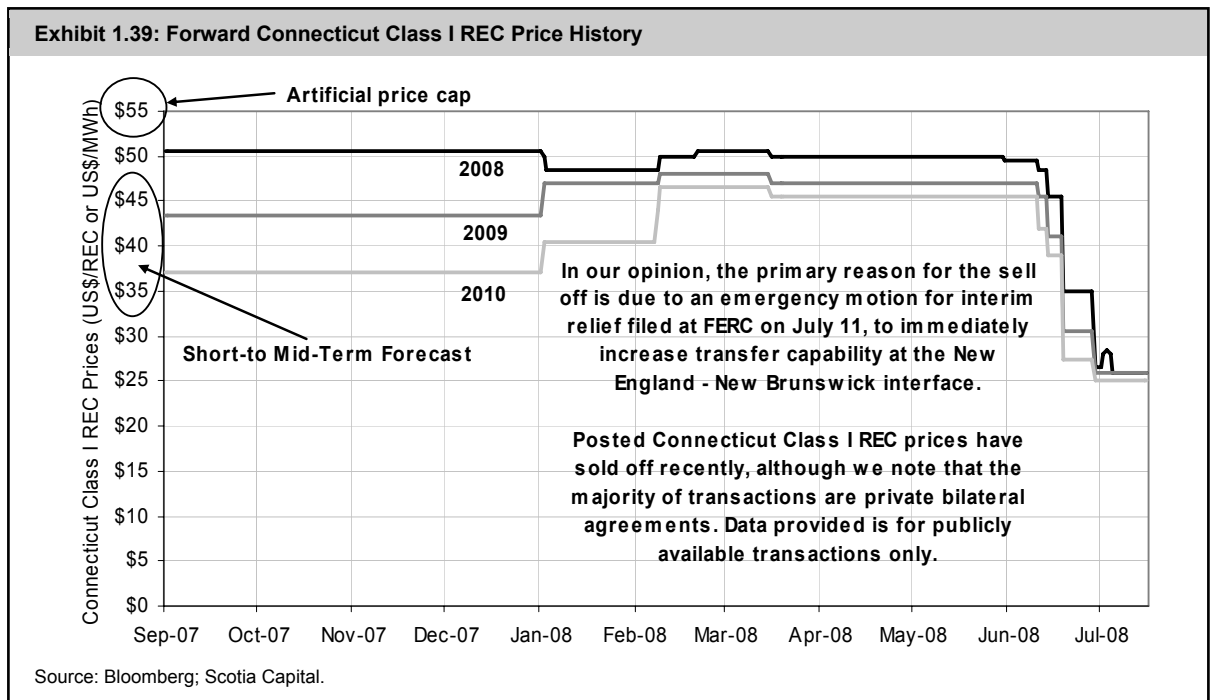 Exhibit 1.39: Forward Connecticut Class I REC Price History
Connecticut Class I REC Prices (US$/REC or US$/MWh)
Artificial price cap
$55
$50
$45
$40
$35
$30
$25
$20
$15
$10
$5
$0
2008
2009
2010
Short-to Mid-Term Forecast
In our opinion, the primary reason for the sell
off is due to an emergency motion for interim
relief filed at FERC on July 11, to immediately
increase transfer capability at the New
England - New Brunswick interface.
Posted Connecticut Class I REC prices have
sold off recently, although we note that the
majority of transactions are private bilateral
agreements. Data provided is for publicly
available transactions only.
Sep-07 Oct-07 Nov-07 Dec-07 Jan-08 Feb-08 Mar-08 Apr-08 May-08 Jun-08 Jul-08
Source: Bloomberg; Scotia Capital.